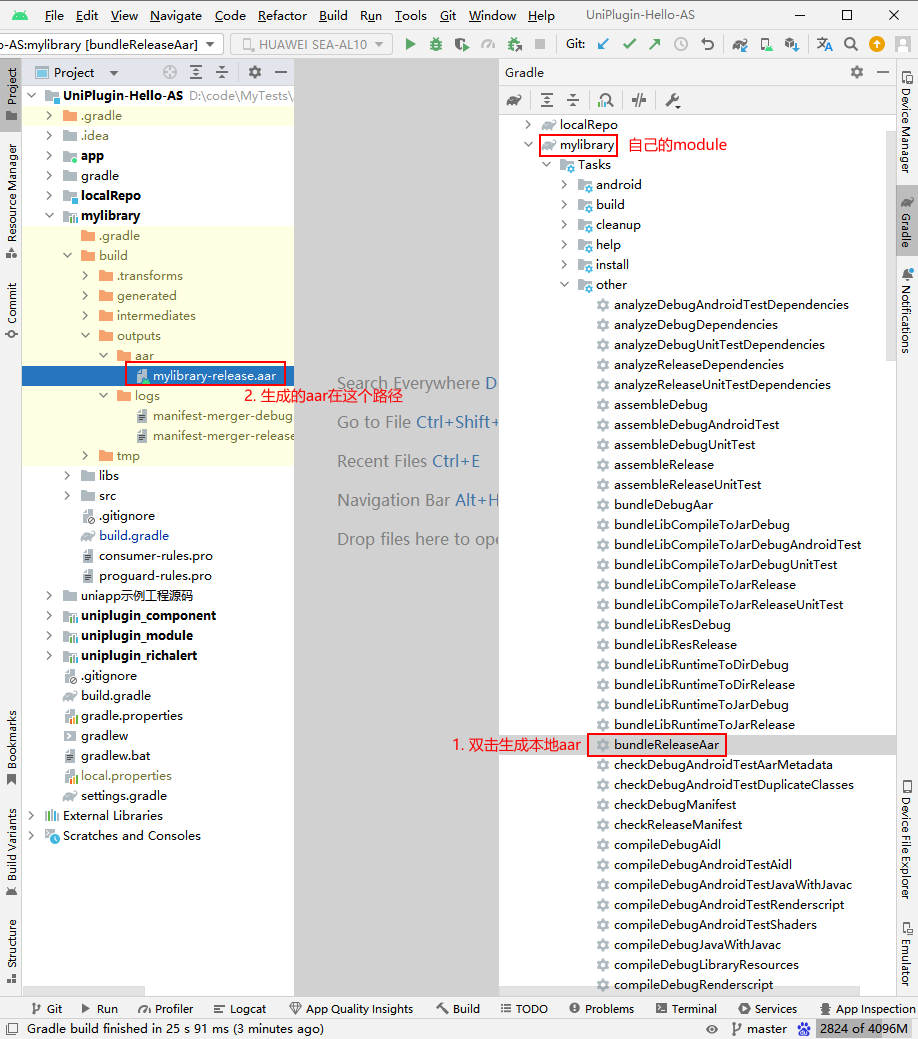 File Edit View Navigate Code Refactor Build Run Tools Git Window Help UniPlugin-Hello-AS
o-AS:mylibrary [bundleReleaseAar] HUAWEI SEA-AL10 Git:
Project
Project
Resource Manager
Commit
Bookmarks
Build Variants
Structure
Project
UniPlugin-Hello-AS D:\code\MyTests\
.gradle
.idea
app
gradle
localRepo
mylibrary
.gradle
build
.transforms
generated
intermediates
outputs
aar
mylibrary-release.aar
2. 生成的aar在这个路径
logs
manifest-merger-debug
manifest-merger-release
tmp
libs
src
.gitignore
build.gradle
consumer-rules.pro
proguard-rules.pro
uniapp示例工程源码
uniplugin_component
uniplugin_module
uniplugin_richalert
.gitignore
build.gradle
gradle.properties
gradlew
gradlew.bat
local.properties
settings.gradle
External Libraries
Scratches and Consoles
Search Everywhere D
Go to File Ctrl+Shift+
Recent Files Ctrl+E
Navigation Bar Alt+H
Drop files here to ope
Gradle
localRepo
mylibrary 自己的module
Tasks
android
build
cleanup
help
install
other
analyzeDebugAndroidTestDependencies
analyzeDebugDependencies
analyzeDebugUnitTestDependencies
analyzeReleaseDependencies
analyzeReleaseUnitTestDependencies
assembleDebug
assembleDebugAndroidTest
assembleDebugUnitTest
assembleRelease
assembleReleaseUnitTest
bundleDebugAar
bundleLibCompileToJarDebug
bundleLibCompileToJarDebugAndroidTest
bundleLibCompileToJarDebugUnitTest
bundleLibCompileToJarRelease
bundleLibCompileToJarReleaseUnitTest
bundleLibResDebug
bundleLibResRelease
bundleLibRuntimeToDirDebug
bundleLibRuntimeToDirRelease
bundleLibRuntimeToJarDebug
bundleLibRuntimeToJarRelease
1. 双击生成本地aar bundleReleaseAar
checkDebugAndroidTestAarMetadata
checkDebugAndroidTestDuplicateClasses
checkDebugManifest
checkReleaseManifest
compileDebugAidl
compileDebugAndroidTestAidl
compileDebugAndroidTestJavaWithJavac
compileDebugAndroidTestRenderscript
compileDebugAndroidTestShaders
compileDebugJavaWithJavac
compileDebugLibraryResources
compileDebugRenderscript
Device Manager
Gradle
Notifications
Device File Explorer
Emulator
Git Run Profiler Logcat App Quality Insights Build TODO Problems Terminal Services App Inspection
Gradle build finished in 25 s 91 ms (3 minutes ago) master 2824 of 4096M